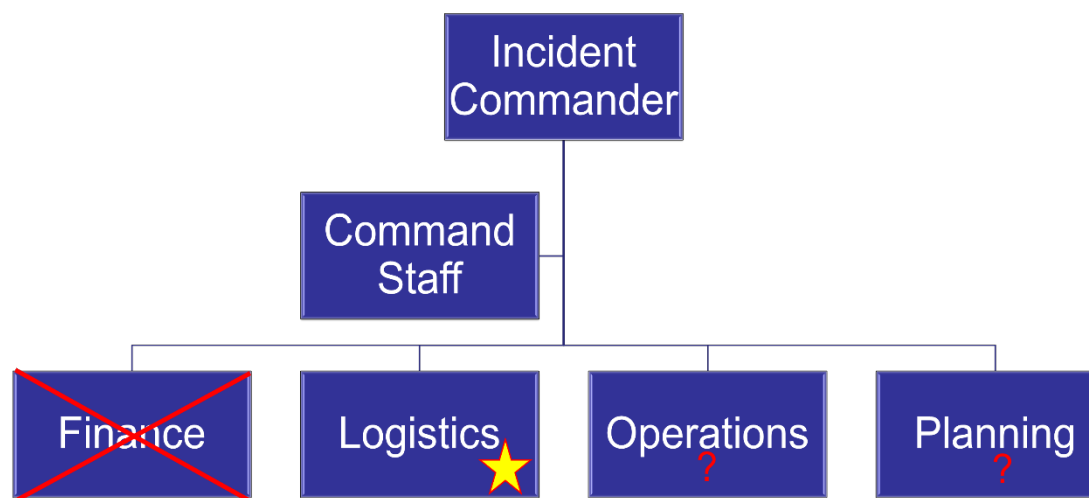 Incident
Commander
Command
Staff
Finance
Logistics
Operations
?
Planning
?